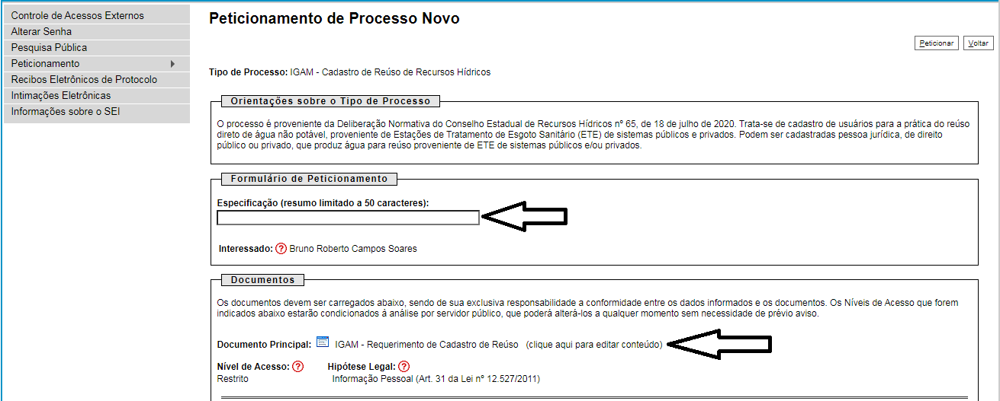 Controle de Acessos Externos
Alterar Senha
Pesquisa Pública
Peticionamento
Recibos Eletrônicos de Protocolo
Intimações Eletrônicas
Informações sobre o SEI
Peticionamento de Processo Novo
Peticionar Voltar
Tipo de Processo: IGAM - Cadastro de Reúso de Recursos Hídricos
Orientações sobre o Tipo de Processo
O processo é proveniente da Deliberação Normativa do Conselho Estadual de Recursos Hídricos nº 65, de 18 de julho de 2020. Trata-se de cadastro de usuários para a prática do reúso
direto de água não potável, proveniente de Estações de Tratamento de Esgoto Sanitário (ETE) de sistemas públicos e privados. Podem ser cadastradas pessoa jurídica, de direito
público ou privado, que produz água para reúso proveniente de ETE de sistemas públicos e/ou privados.
Formulário de Peticionamento
Especificação (resumo limitado a 50 caracteres):
Interessado: ? Bruno Roberto Campos Soares
Documentos
Os documentos devem ser carregados abaixo, sendo de sua exclusiva responsabilidade a conformidade entre os dados informados e os documentos. Os Níveis de Acesso que forem
indicados abaixo estarão condicionados à análise por servidor público, que poderá alterá-los a qualquer momento sem necessidade de prévio aviso.
Documento Principal: IGAM - Requerimento de Cadastro de Reúso (clique aqui para editar conteúdo)
Nível de Acesso: ? Hipótese Legal: ?
Restrito Informação Pessoal (Art. 31 da Lei nº 12.527/2011)